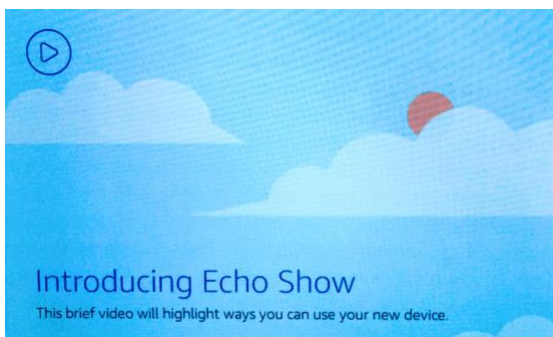 Introducing Echo Show
This brief video will highlight ways you can use your new device.